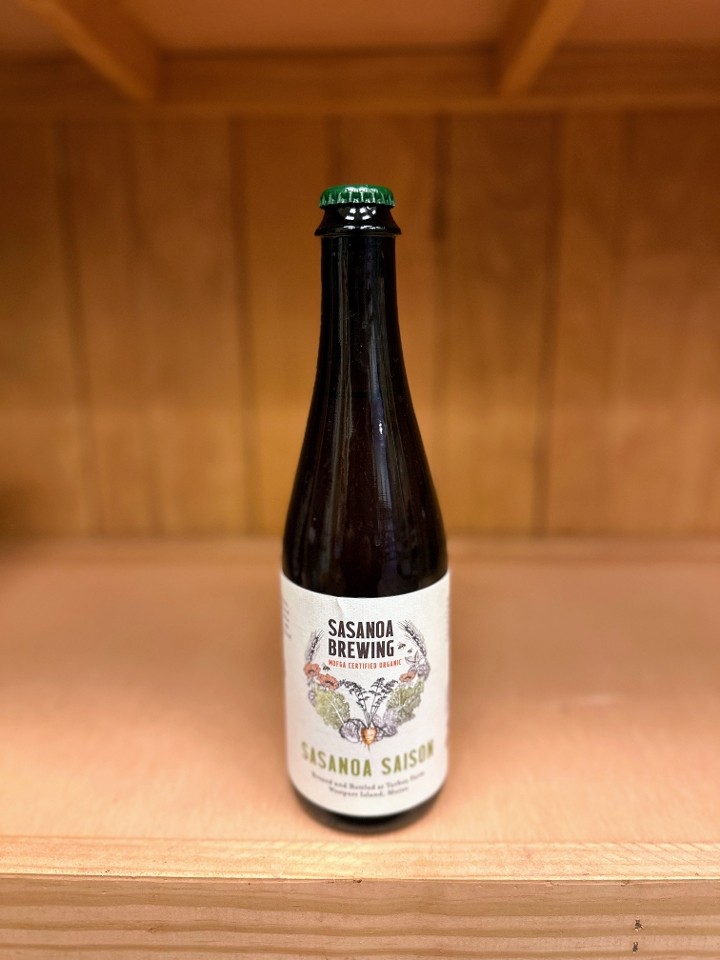 SASANOA
BREWING
MOFGA CERTIFIED ORGANIC
SASANOA SAISON
Brewed and Bottled at Tarbox Farm
Westport Island, Maine